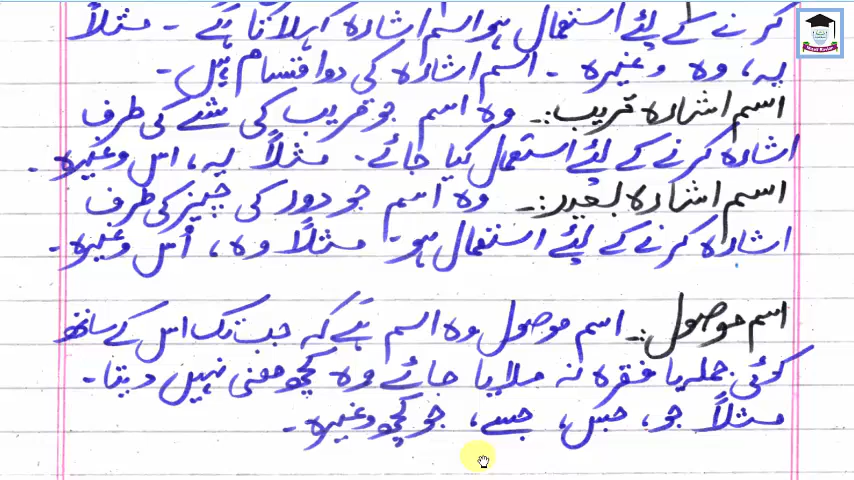 کرنے کے لئے استعمال ہو اسم اشارہ کہلاتا ہے ۔ مثلاً
یہ، وہ وغیرہ ۔ اسم اشارہ کی دو اقسام ہیں ۔
اسم اشارہ قریب:۔ وہ اسم جو قریب کی شے کی طرف
اشارہ کرنے کے لئے استعمال کیا جائے ۔ مثلاً یہ، اس وغیرہ ۔
اسم اشارہ بعید:۔ وہ اسم جو دور کی چیز کی طرف
اشارہ کرنے کے لئے استعمال ہو۔ مثلاً وہ، اُس وغیرہ ۔
اسم موصول:۔ اسم موصول وہ اسم ہے کہ جب تک اس کے ساتھ
کوئی جملہ یا فقرہ نہ ملایا جائے وہ کچھ معنی نہیں دیتا ۔
مثلاً جو، جس، جسے، جو کچھ وغیرہ ۔